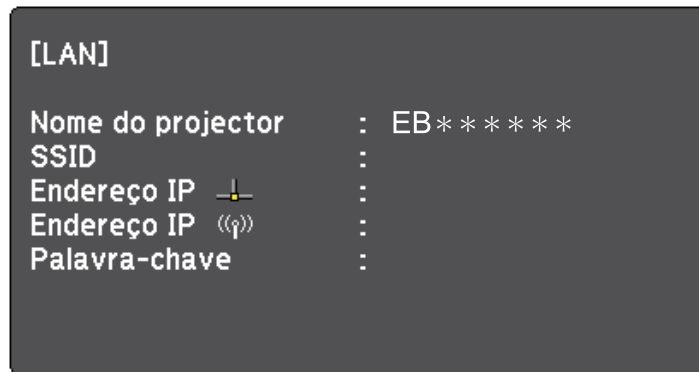 [LAN]
Nome do projector : EB******
SSID :
Endereço IP :
Endereço IP :
Palavra-chave :